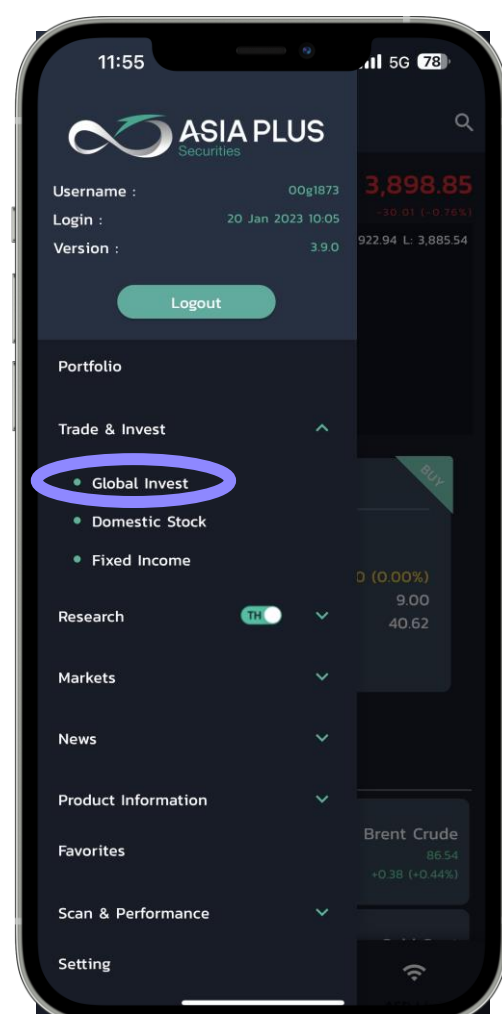 11:55
5G 78
ASIA PLUS
Securities
Username : 00g1873
Login : 20 Jan 2023 10:05
Version : 3.9.0
Logout
Portfolio
Trade & Invest
Global Invest
Domestic Stock
Fixed Income
Research TH
Markets
News
Product Information
Favorites
Scan & Performance
Setting
3,898.85
-30.01 (-0.76%)
922.94 L: 3,885.54
BUY
0 (0.00%)
9.00
40.62
Brent Crude
86.54
+0.38 (+0.44%)